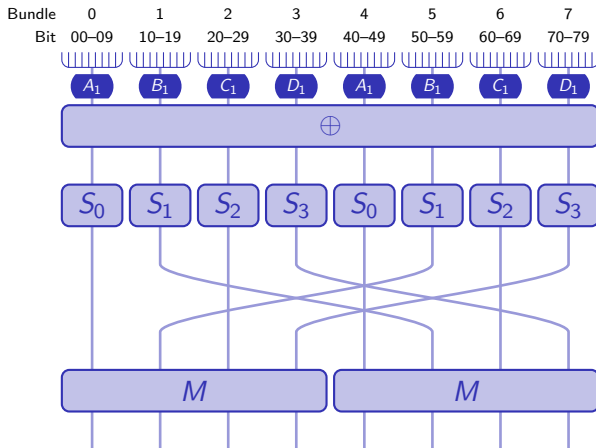 Bundle 0 1 2 3 4 5 6 7
Bit 00–09 10–19 20–29 30–39 40–49 50–59 60–69 70–79
A₁ B₁ C₁ D₁ A₁ B₁ C₁ D₁
⊕
S₀ S₁ S₂ S₃ S₀ S₁ S₂ S₃
M M